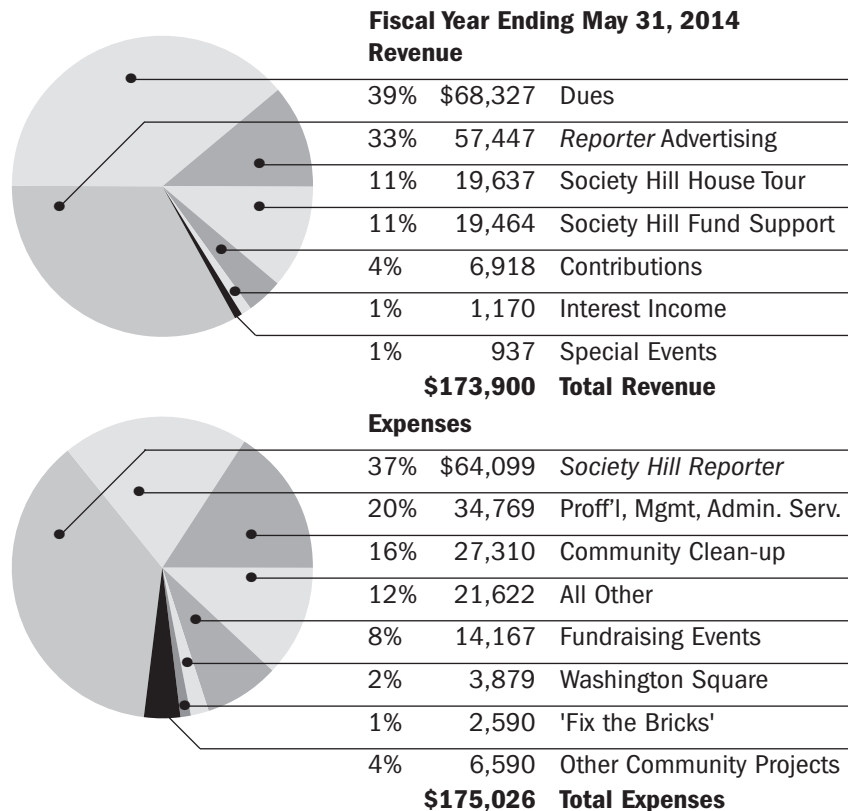 Fiscal Year Ending May 31, 2014
Revenue
39% $68,327 Dues
33% 57,447 Reporter Advertising
11% 19,637 Society Hill House Tour
11% 19,464 Society Hill Fund Support
4% 6,918 Contributions
1% 1,170 Interest Income
1% 937 Special Events
$173,900 Total Revenue
Expenses
37% $64,099 Society Hill Reporter
20% 34,769 Proff'l, Mgmt, Admin. Serv.
16% 27,310 Community Clean-up
12% 21,622 All Other
8% 14,167 Fundraising Events
2% 3,879 Washington Square
1% 2,590 'Fix the Bricks'
4% 6,590 Other Community Projects
$175,026 Total Expenses